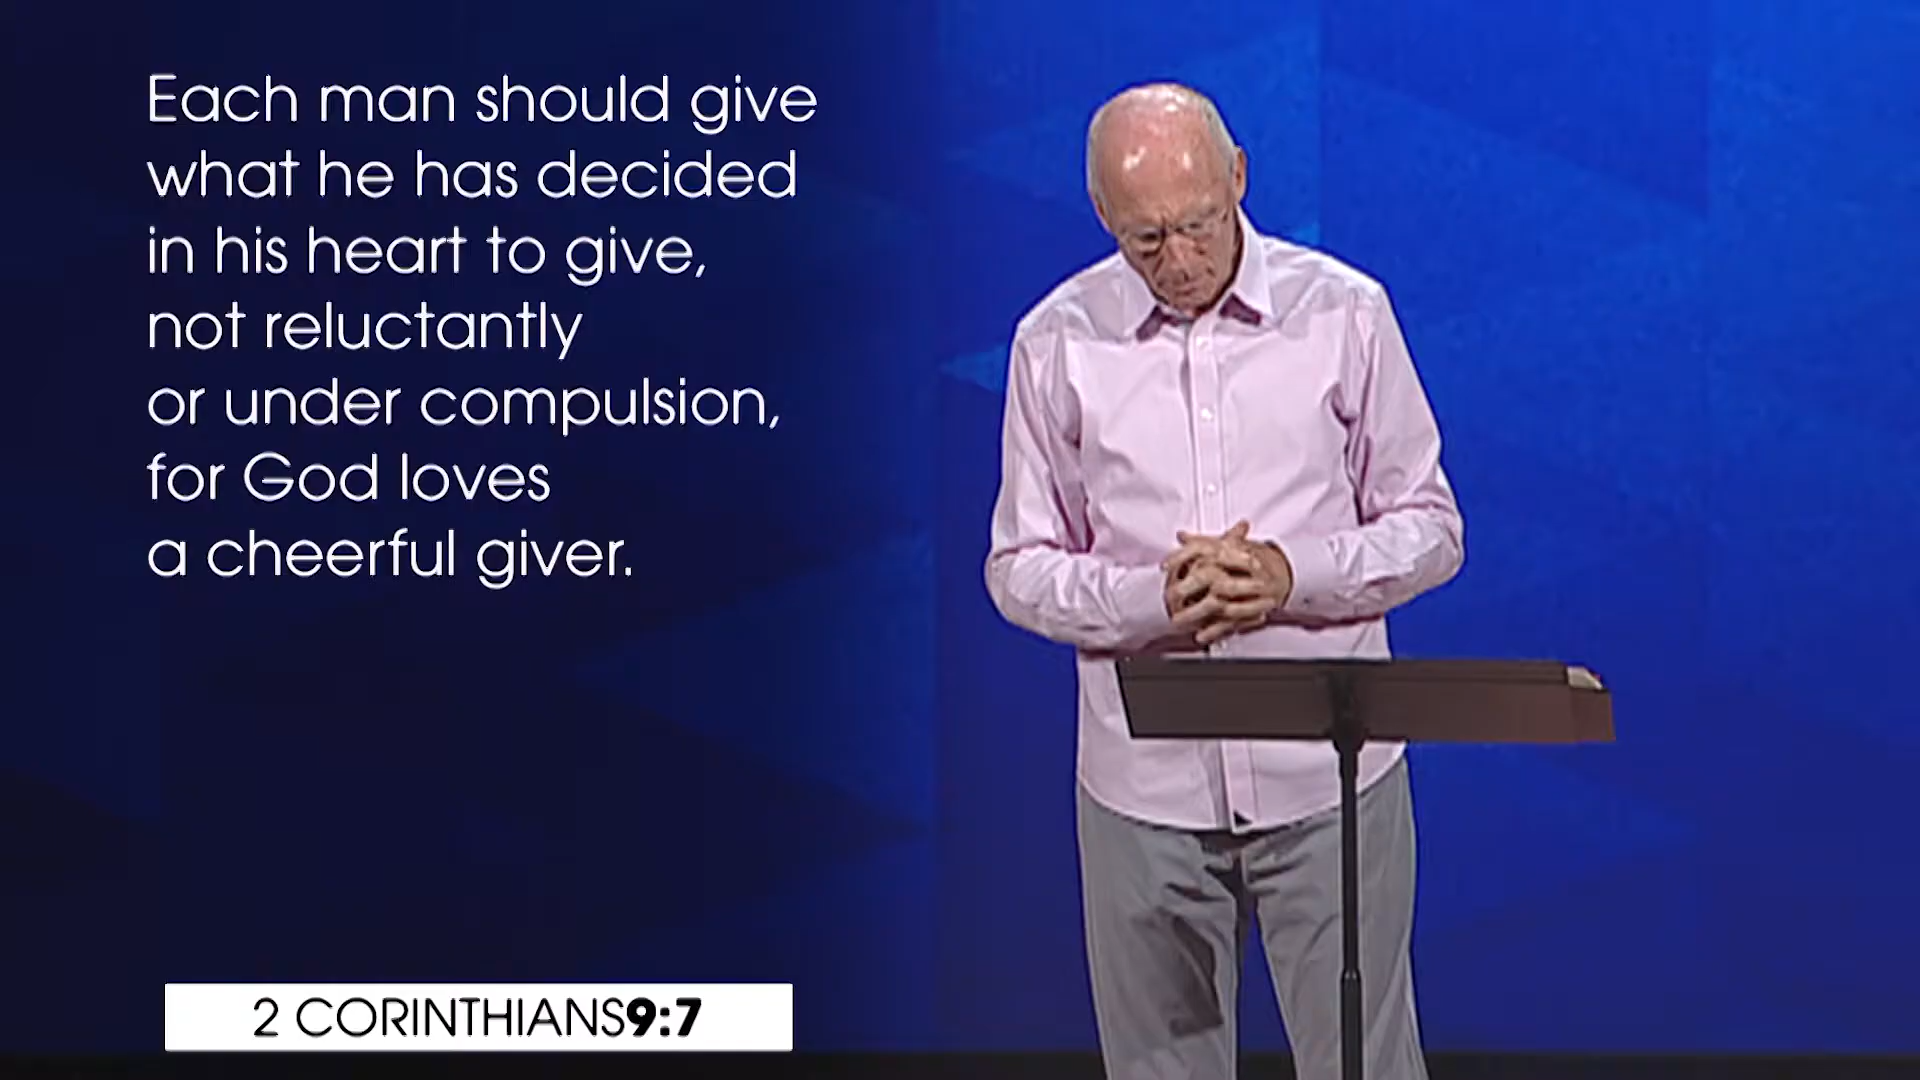 Each man should give
what he has decided
in his heart to give,
not reluctantly
or under compulsion,
for God loves
a cheerful giver.
2 CORINTHIANS9:7